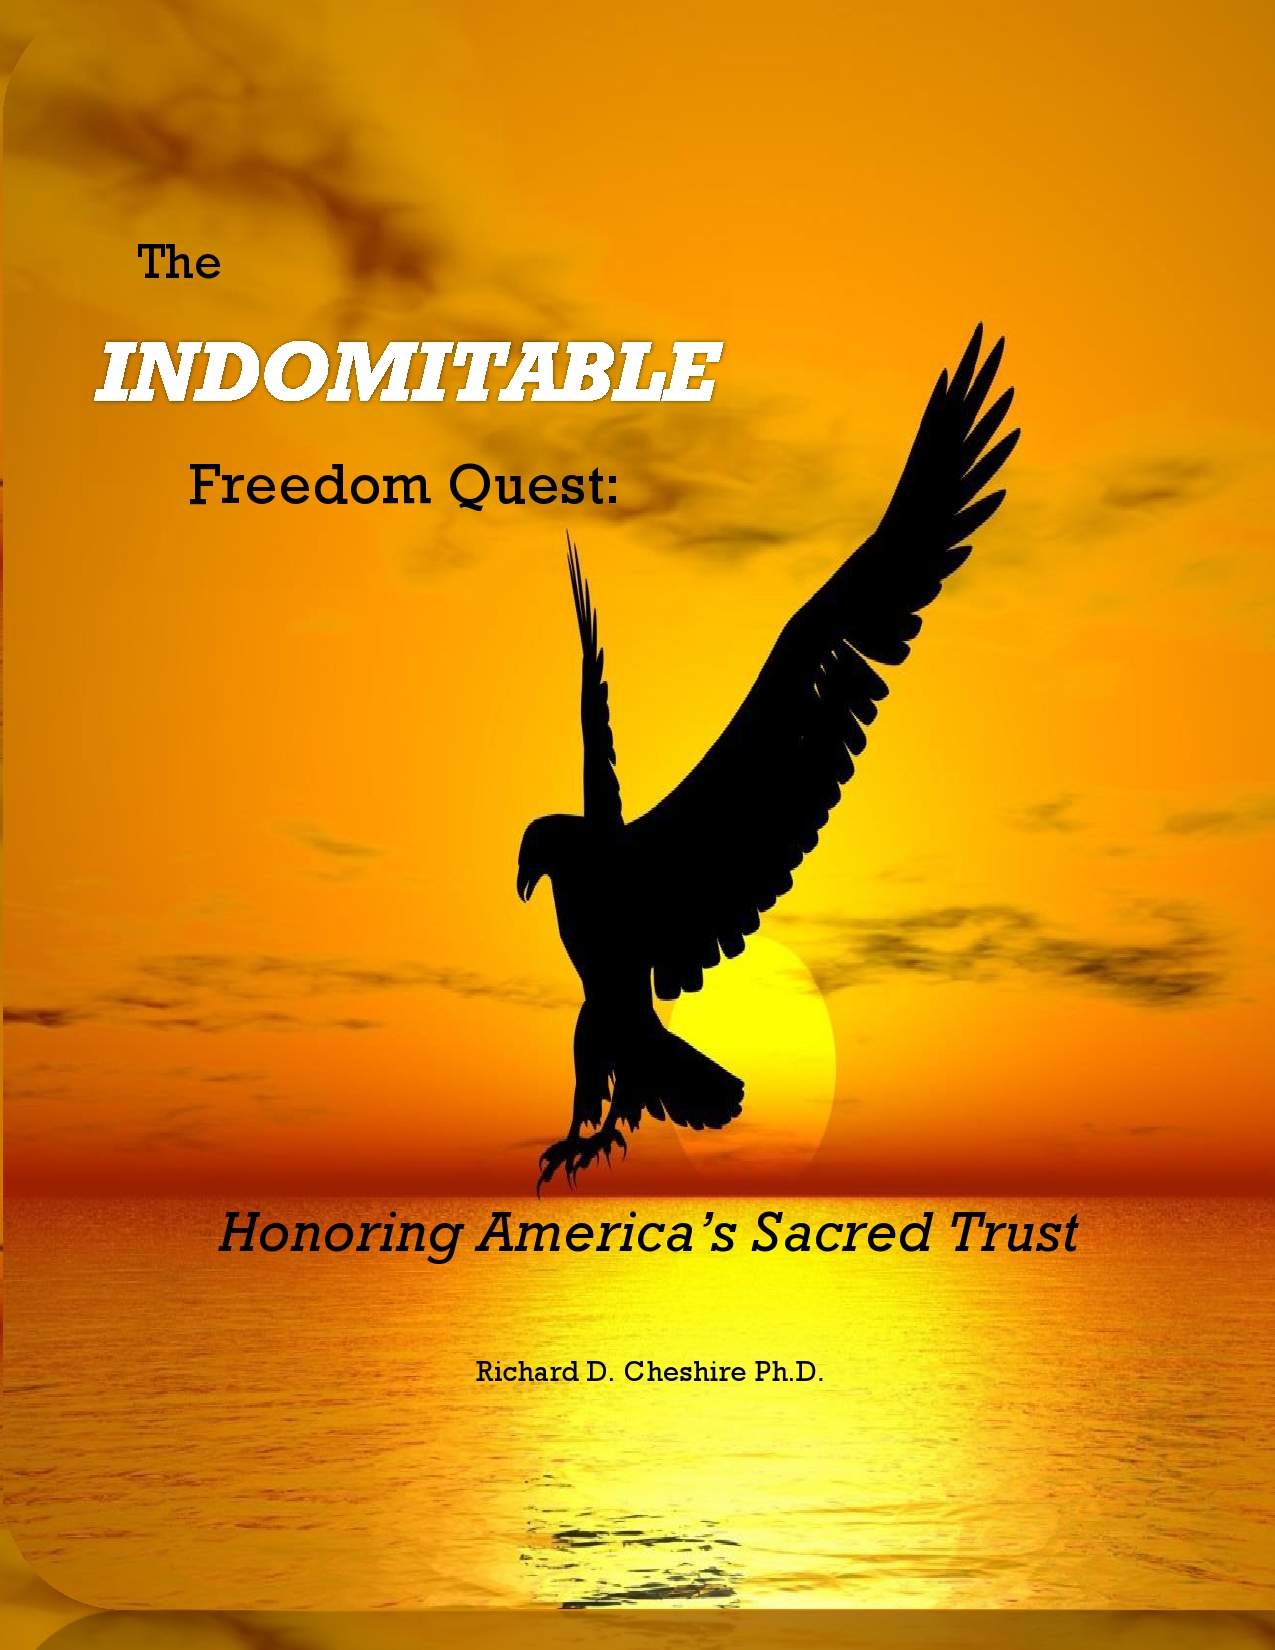 The
INDOMITABLE
Freedom Quest:
Honoring America’s Sacred Trust
Richard D. Cheshire Ph.D.